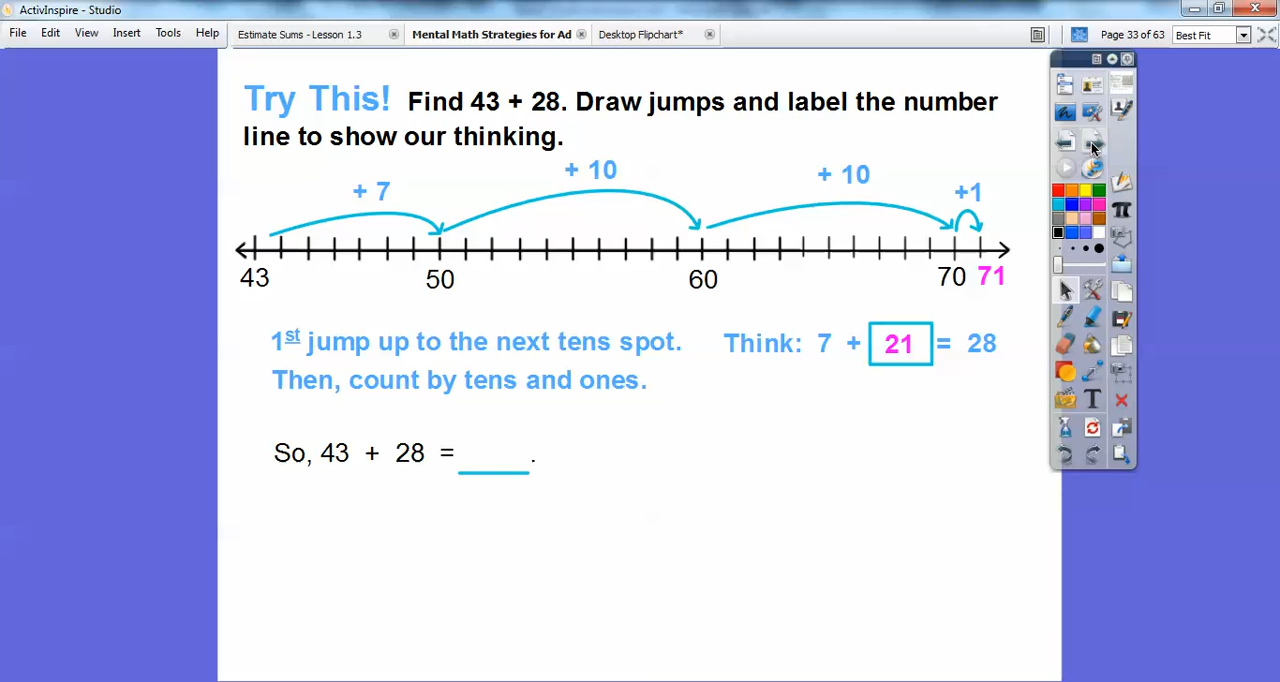 ActivInspire - Studio
File Edit View Insert Tools Help
Estimate Sums - Lesson 1.3 Mental Math Strategies for Ad Desktop Flipchart* Page 33 of 63 Best Fit
Try This! Find 43 + 28. Draw jumps and label the number
line to show our thinking.
+ 7 + 10 + 10 +1
43 50 60 70 71
1st jump up to the next tens spot. Think: 7 + 21 = 28
Then, count by tens and ones.
So, 43 + 28 = ____.